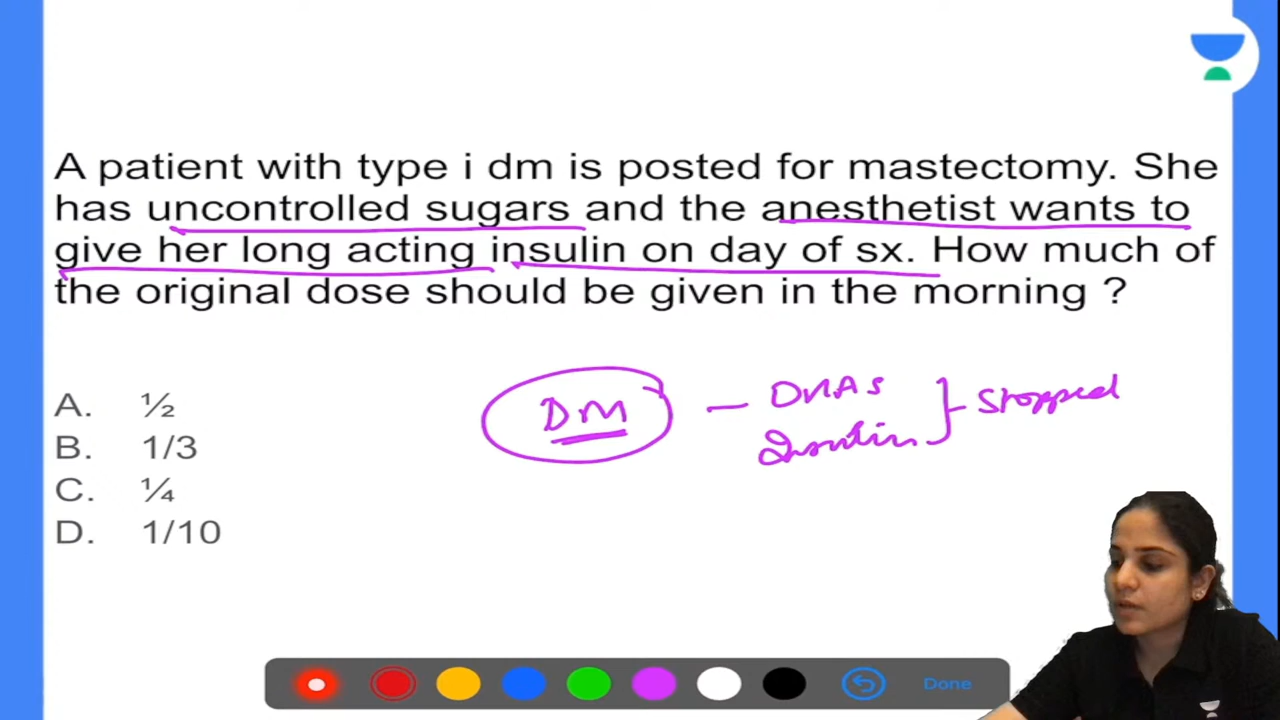 A patient with type i dm is posted for mastectomy. She
has uncontrolled sugars and the anesthetist wants to
give her long acting insulin on day of sx. How much of
the original dose should be given in the morning ?
A. ½
B. 1/3
C. ¼
D. 1/10
DM
Insulin
Stopped
Done